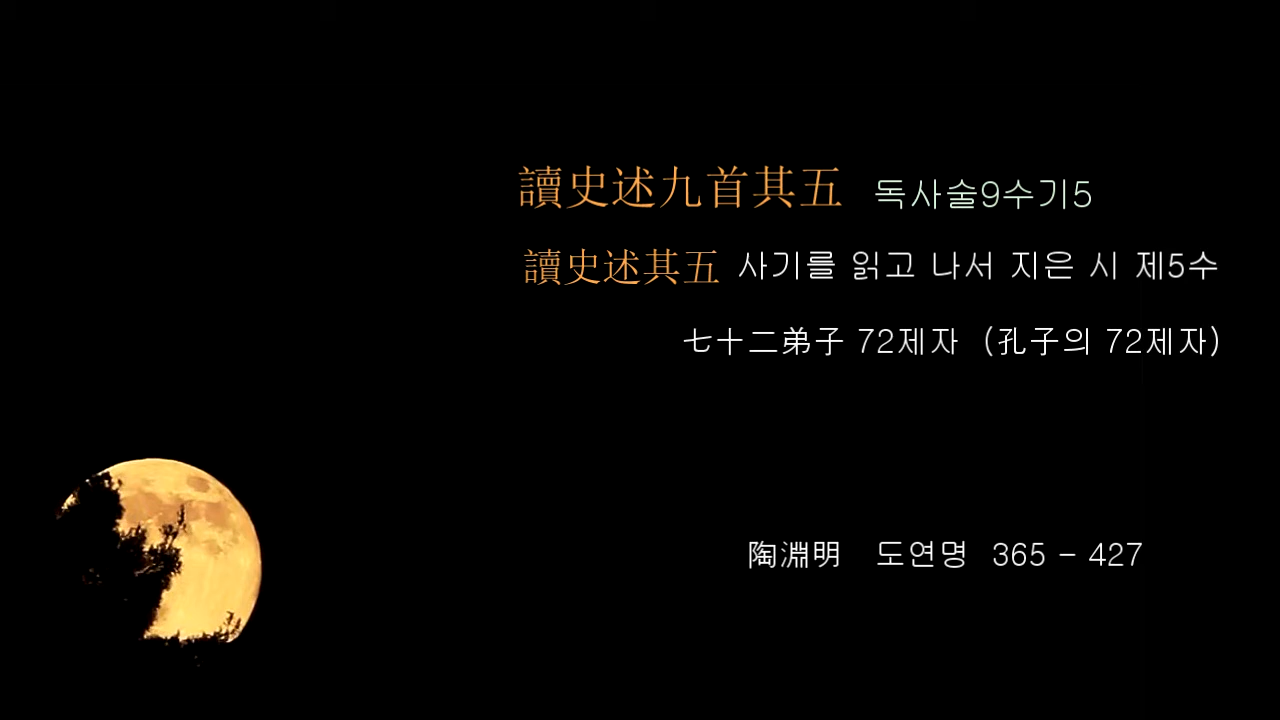 讀史述九首其五 독사술9수기5
讀史述其五 사기를 읽고 나서 지은 시 제5수
七十二弟子 72제자 (孔子의 72제자)
陶淵明 도연명 365 - 427